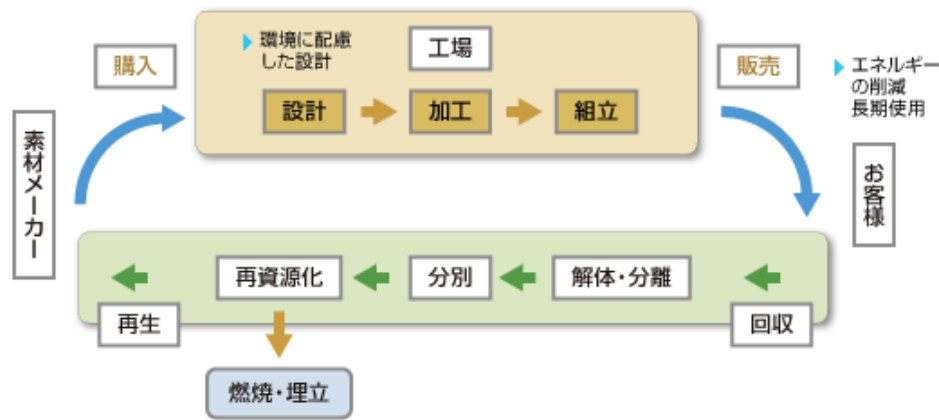 環境に配慮
した設計
工場
購入
販売
エネルギー
の削減
長期使用
設計
加工
組立
素材メーカー
お客様
再資源化
分別
解体・分離
再生
回収
燃焼・埋立